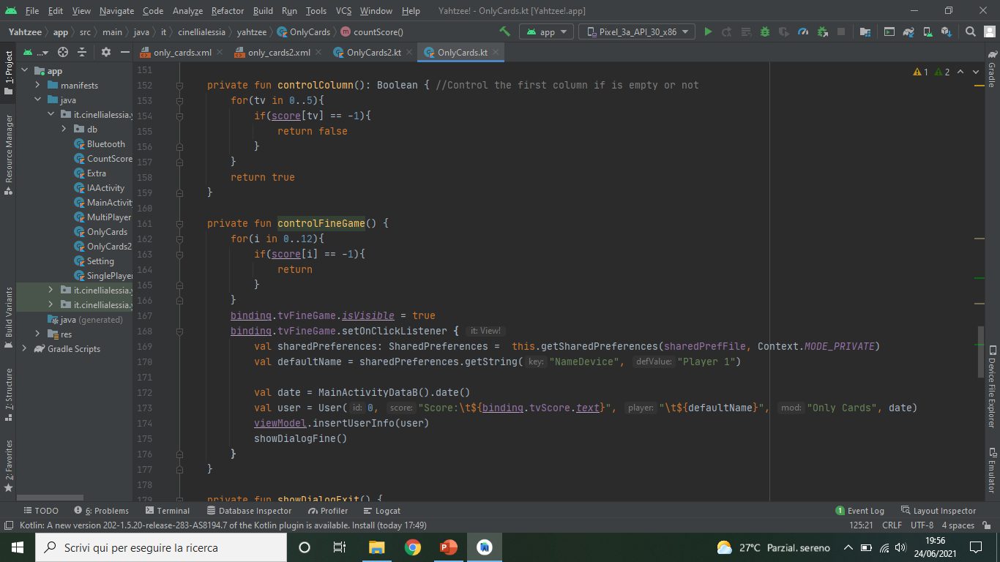 File Edit View Navigate Code Analyze Refactor Build Run Tools VCS Window Help Yahtzee! - OnlyCards.kt [Yahtzee!.app]
Yahtzee app src main java it cinellialessia yahtzee OnlyCards countScore() app Pixel_3a_API_30_x86
...
only_cards.xml only_cards2.xml OnlyCards2.kt OnlyCards.kt
1: Project
Resource Manager
Build Variants
7: Structure
2: Favorites
app
manifests
java
it.cinellialessia.
db
Bluetooth
CountScore
Extra
IAActivity
MainActivity
MultiPlayer
OnlyCards
OnlyCards2
Setting
SinglePlayer
it.cinellialessia.
it.cinellialessia.
java (generated)
res
Gradle Scripts
1 2
151
152 private fun controlColumn(): Boolean { //Control the first column if is empty or not
153 for(tv in 0..5){
154 if(score[tv] == -1){
155 return false
156 }
157 }
158 return true
159 }
160
161 private fun controlFineGame() {
162 for(i in 0..12){
163 if(score[i] == -1){
164 return
165 }
166 }
167 binding.tvFineGame.isVisible = true
168 binding.tvFineGame.setOnClickListener { it: View!
169 val sharedPreferences: SharedPreferences = this.getSharedPreferences(sharedPrefFile, Context.MODE_PRIVATE)
170 val defaultName = sharedPreferences.getString( key: "NameDevice", defValue: "Player 1")
171
172 val date = MainActivityDataB().date()
173 val user = User( id: 0, score: "Score:\t${binding.tvScore.text}", player: "\t${defaultName}", mod: "Only Cards", date)
174 viewModel.insertUserInfo(user)
175 showDialogFine()
176 }
177 }
178
179 private fun showDialogExit() {
Gradle
Device File Explorer
Emulator
TODO 6: Problems Terminal Database Inspector Profiler Logcat 1 Event Log Layout Inspector
Kotlin: A new version 202-1.5.20-release-283-AS8194.7 of the Kotlin plugin is available. Install (today 17:49) 125:21 CRLF UTF-8 4 spaces
Scrivi qui per eseguire la ricerca
27°C Parzial. sereno
19:56
24/06/2021